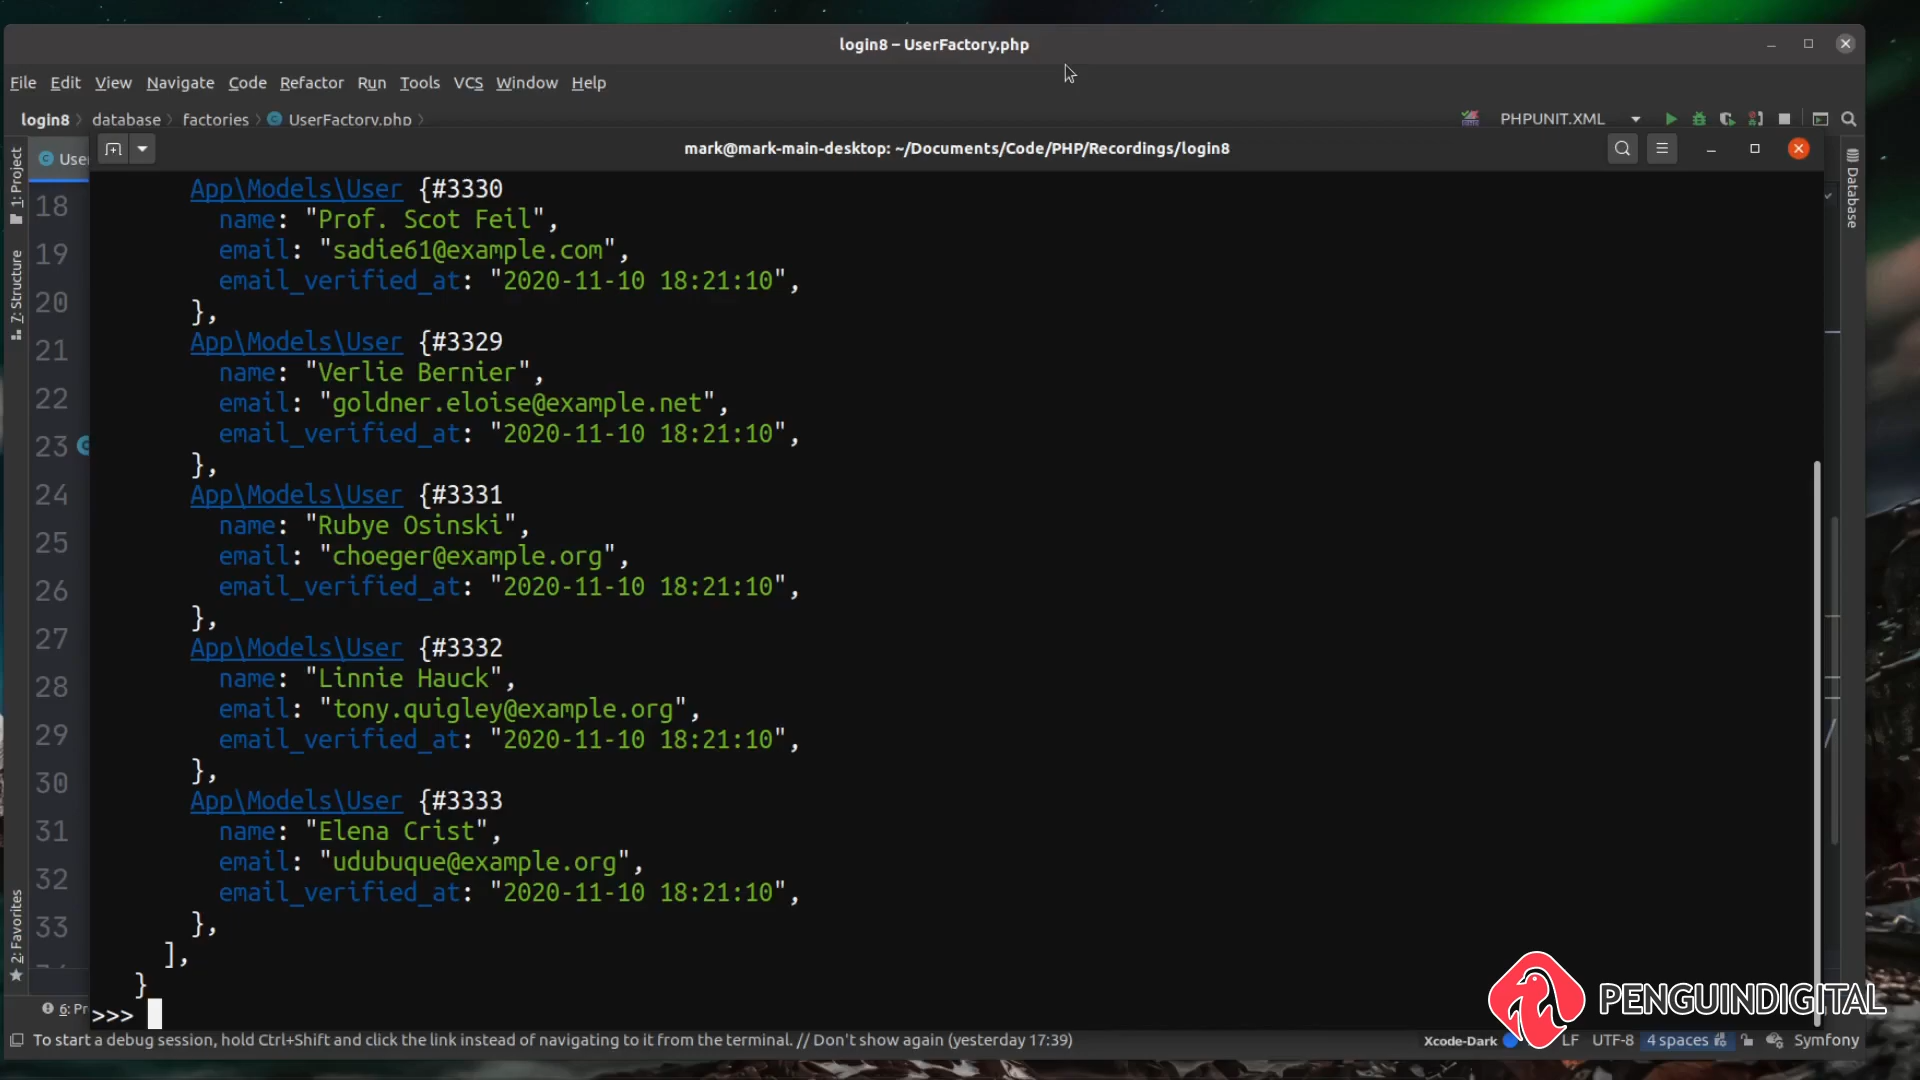 login8 – UserFactory.php
File Edit View Navigate Code Refactor Run Tools VCS Window Help
login8 database factories UserFactory.php PHPUNIT.XML
mark@mark-main-desktop: ~/Documents/Code/PHP/Recordings/login8
1: Project
7: Structure
2: Favorites
Database
18
19
20
21
22
23
24
25
26
27
28
29
30
31
32
33
App\Models\User {#3330
name: "Prof. Scot Feil",
email: "sadie61@example.com",
email_verified_at: "2020-11-10 18:21:10",
},
App\Models\User {#3329
name: "Verlie Bernier",
email: "goldner.eloise@example.net",
email_verified_at: "2020-11-10 18:21:10",
},
App\Models\User {#3331
name: "Rubye Osinski",
email: "choeger@example.org",
email_verified_at: "2020-11-10 18:21:10",
},
App\Models\User {#3332
name: "Linnie Hauck",
email: "tony.quigley@example.org",
email_verified_at: "2020-11-10 18:21:10",
},
App\Models\User {#3333
name: "Elena Crist",
email: "udubuque@example.org",
email_verified_at: "2020-11-10 18:21:10",
},
],
}
>>>
PENGUINDIGITAL
To start a debug session, hold Ctrl+Shift and click the link instead of navigating to it from the terminal. // Don't show again (yesterday 17:39) Xcode-Dark LF UTF-8 4 spaces Symfony